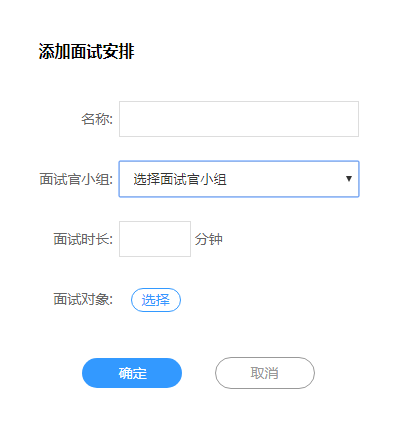 添加面试安排
名称:
面试官小组: 选择面试官小组
面试时长: 分钟
面试对象: 选择
确定 取消